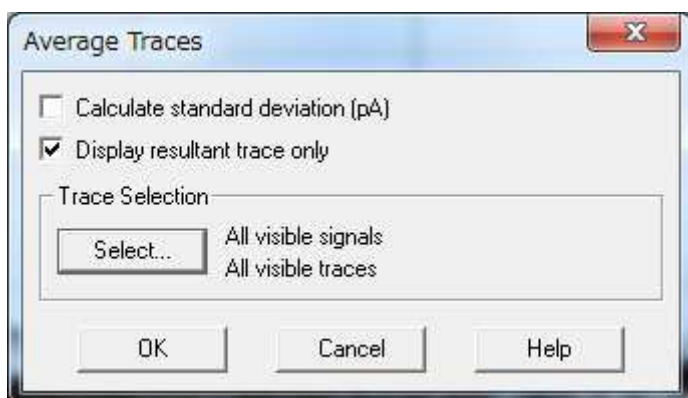 Average Traces
Calculate standard deviation (pA)
Display resultant trace only
Trace Selection
Select...
All visible signals
All visible traces
OK Cancel Help